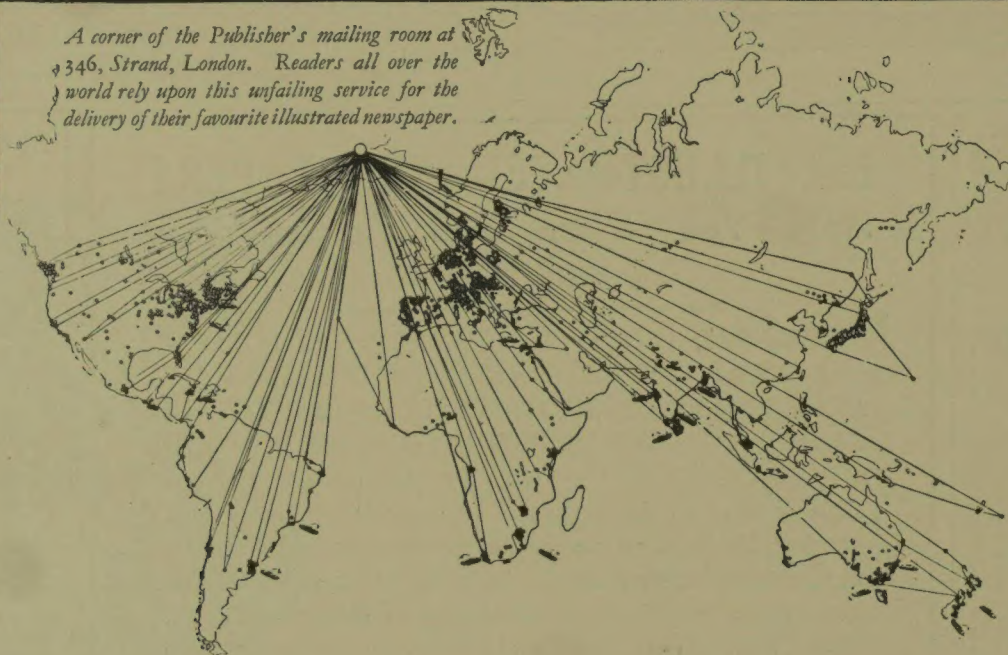 A corner of the Publisher's mailing room at
346, Strand, London. Readers all over the
world rely upon this unfailing service for the
delivery of their favourite illustrated newspaper.